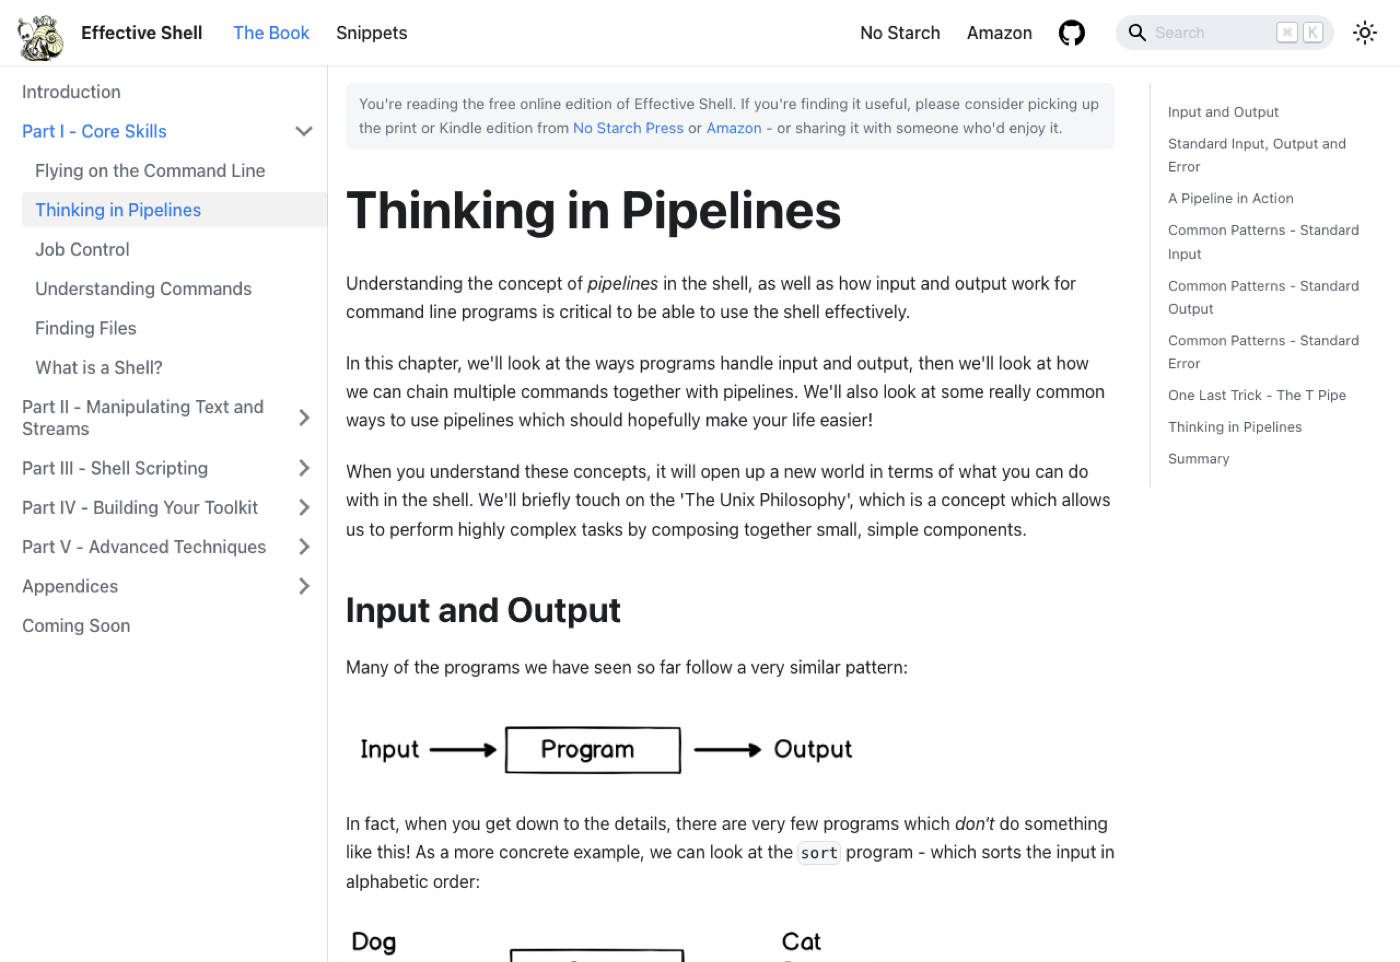 Effective Shell
The Book
Snippets
No Starch
Amazon
Search
⌘ K
Introduction
Part I - Core Skills
Flying on the Command Line
Thinking in Pipelines
Job Control
Understanding Commands
Finding Files
What is a Shell?
Part II - Manipulating Text and
Streams
Part III - Shell Scripting
Part IV - Building Your Toolkit
Part V - Advanced Techniques
Appendices
Coming Soon
You're reading the free online edition of Effective Shell. If you're finding it useful, please consider picking up
the print or Kindle edition from No Starch Press or Amazon - or sharing it with someone who'd enjoy it.
Thinking in Pipelines
Understanding the concept of pipelines in the shell, as well as how input and output work for
command line programs is critical to be able to use the shell effectively.
In this chapter, we'll look at the ways programs handle input and output, then we'll look at how
we can chain multiple commands together with pipelines. We'll also look at some really common
ways to use pipelines which should hopefully make your life easier!
When you understand these concepts, it will open up a new world in terms of what you can do
with in the shell. We'll briefly touch on the 'The Unix Philosophy', which is a concept which allows
us to perform highly complex tasks by composing together small, simple components.
Input and Output
Many of the programs we have seen so far follow a very similar pattern:
Input Program Output
In fact, when you get down to the details, there are very few programs which don't do something
like this! As a more concrete example, we can look at the sort program - which sorts the input in
alphabetic order:
Dog Cat
Input and Output
Standard Input, Output and
Error
A Pipeline in Action
Common Patterns - Standard
Input
Common Patterns - Standard
Output
Common Patterns - Standard
Error
One Last Trick - The T Pipe
Thinking in Pipelines
Summary